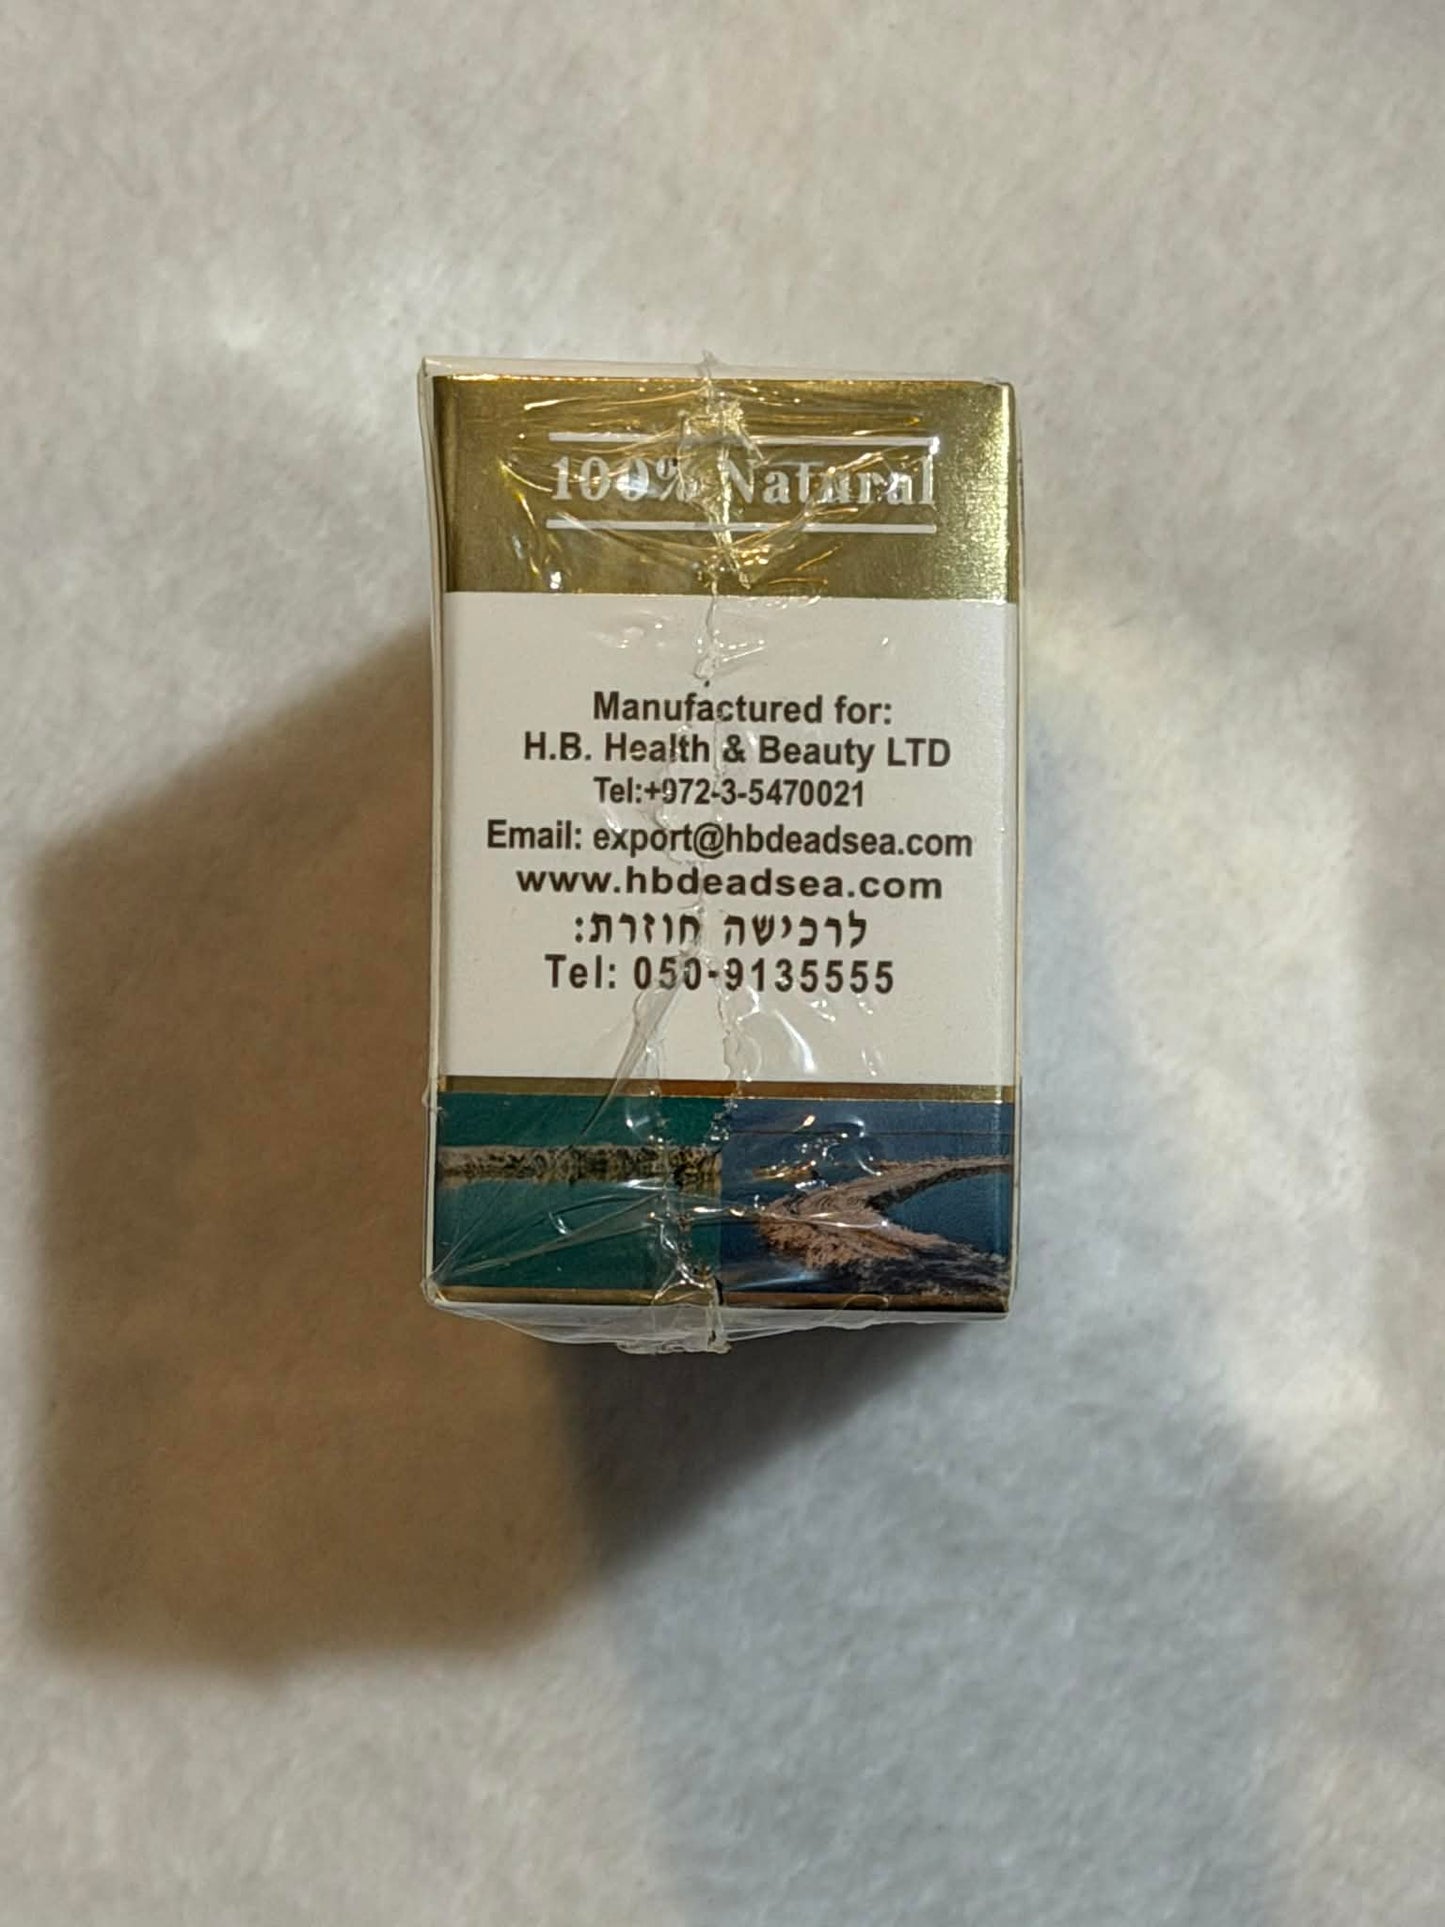 100% Natural
Manufactured for:
H.B. Health & Beauty LTD
Tel:+972-3-5470021
Email: export@hbdeadsea.com
www.hbdeadsea.com
לרכישה חוזרת:
Tel: 050-9135555